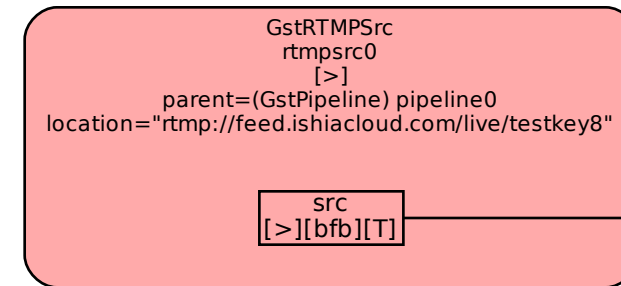 GstRTMPSrc
rtmpsrc0
[>]
parent=(GstPipeline) pipeline0
location="rtmp://feed.ishiacloud.com/live/testkey8"
src
[>][bfb][T]